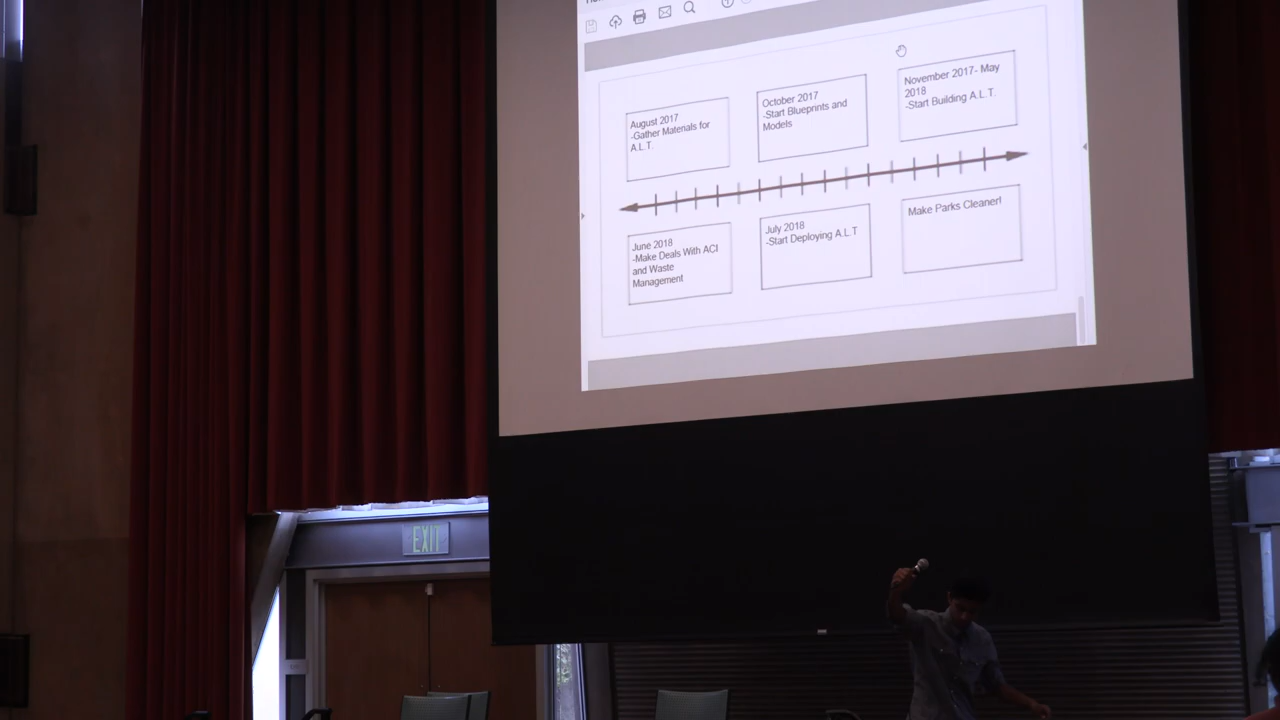 August 2017
-Gather Materials for
A.L.T.
October 2017
-Start Blueprints and
Models
November 2017- May
2018
-Start Building A.L.T.
June 2018
-Make Deals With ACI
and Waste
Management
July 2018
-Start Deploying A.L.T
Make Parks Cleaner!
EXIT